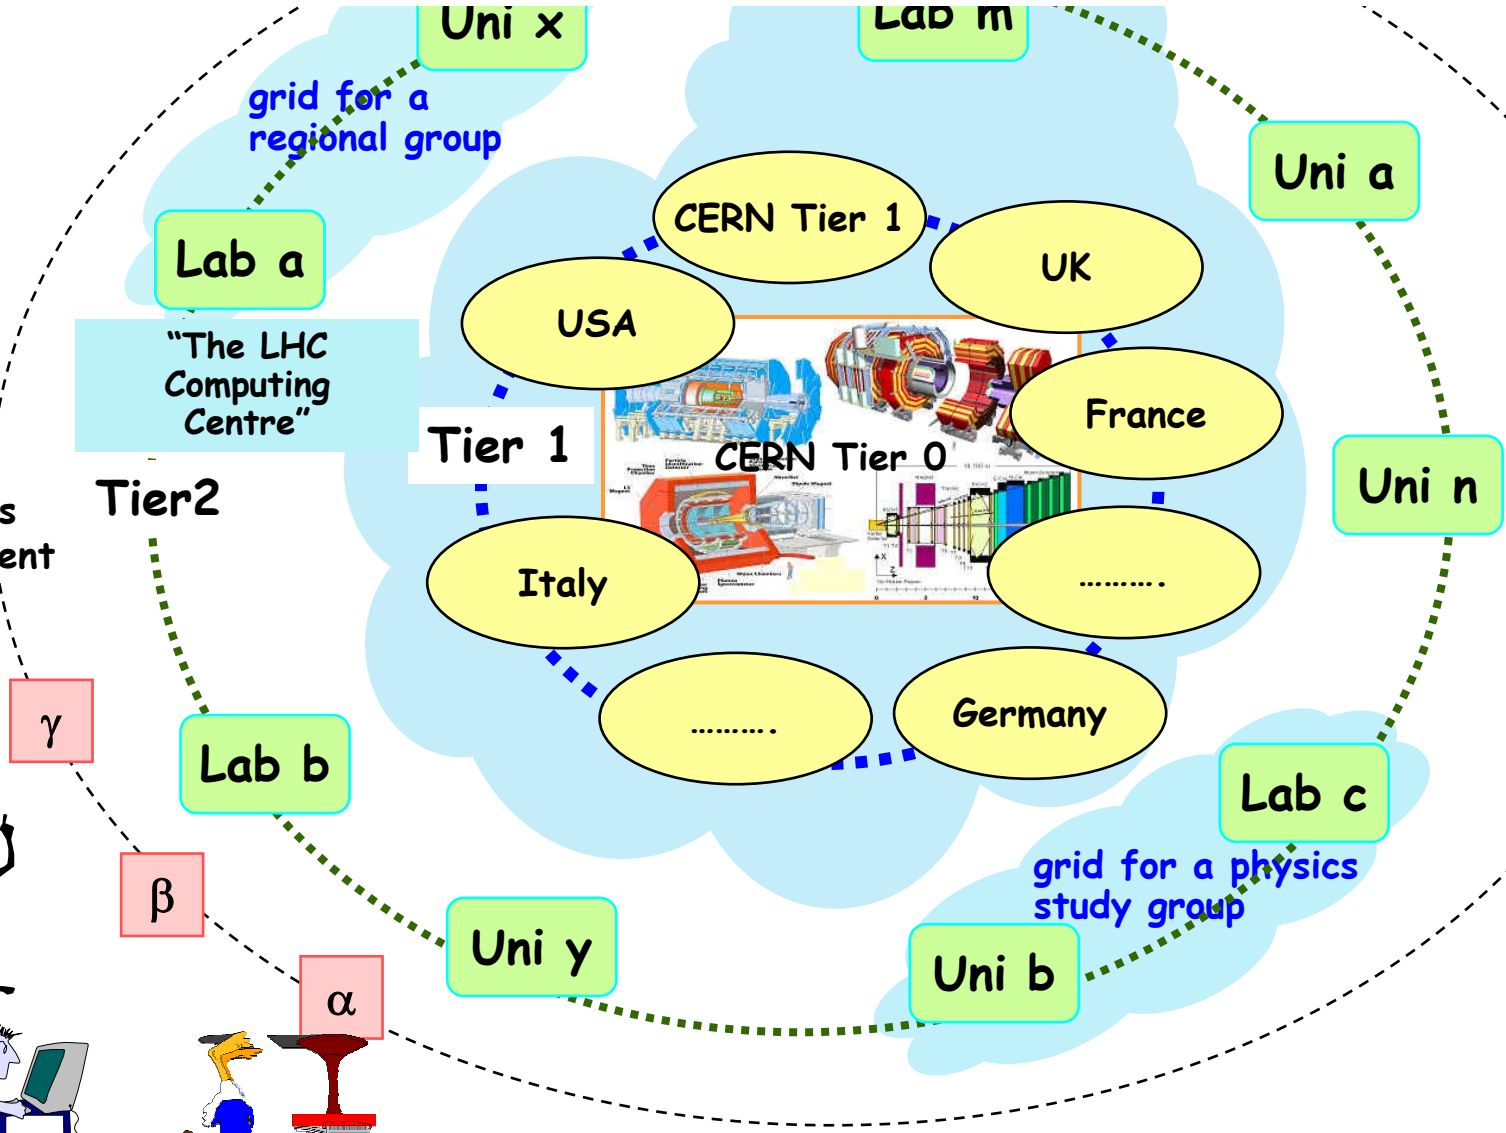 Uni x
Lab m
grid for a
regional group
Uni a
CERN Tier 1
UK
Lab a
USA
“The LHC
Computing
Centre”
France
Tier 1
CERN Tier 0
Uni n
Tier2
s
ent
Italy
……….
γ
……….
Germany
Lab b
Lab c
grid for a physics
study group
β
Uni y
Uni b
α